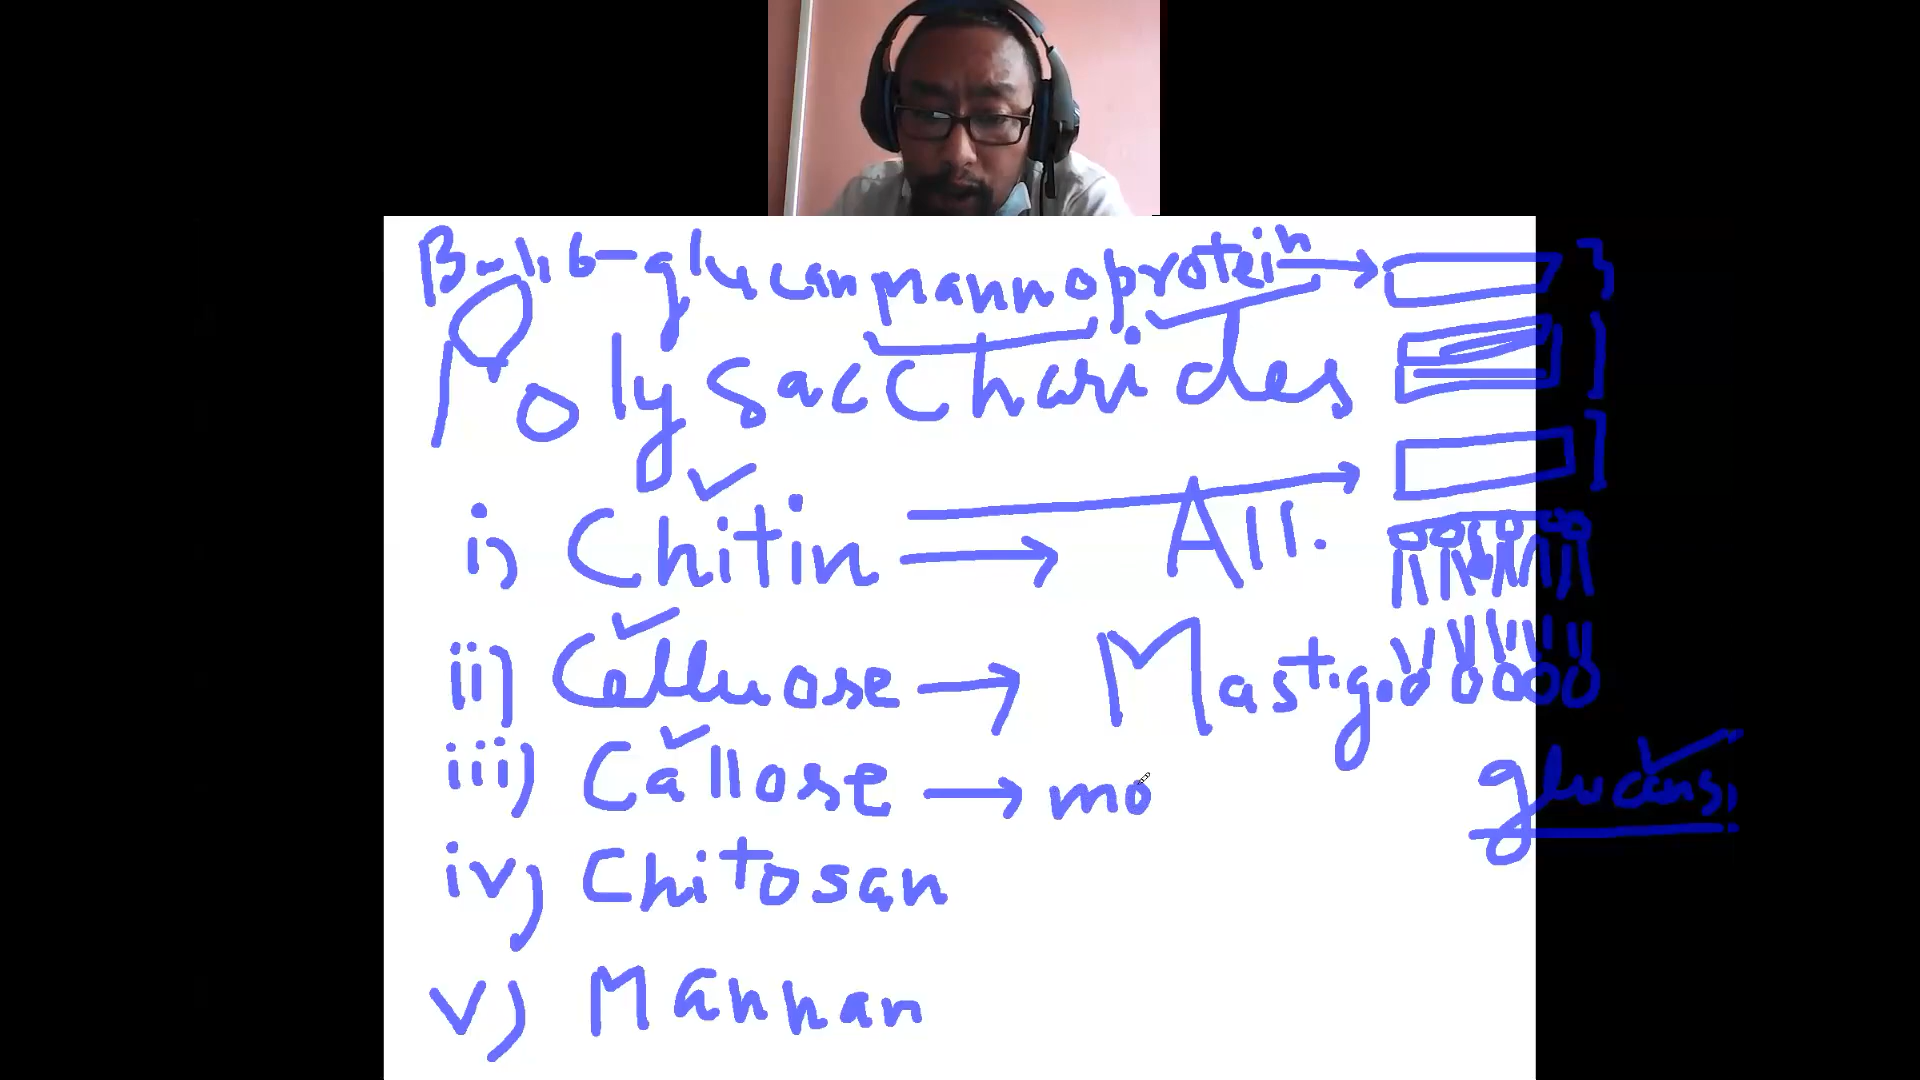 B-1,6-glucan mannoprotein
Polysaccharides
i) Chitin All.
ii) Cellulose Mastigo
iii) Callose mo
glucans,
iv) Chitosan
v) Mannan